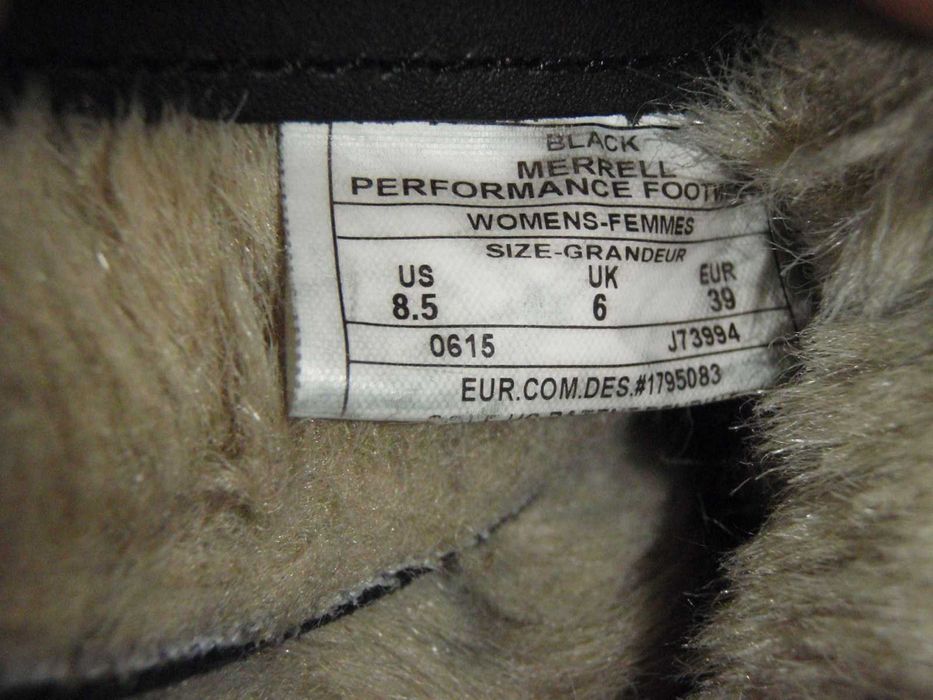 BLACK
MERRELL
PERFORMANCE
WOMENS-FEMMES
SIZE-GRANDEUR
US UK EUR
8.5 6 39
0615 J73994
EUR.COM.DES.#1795083